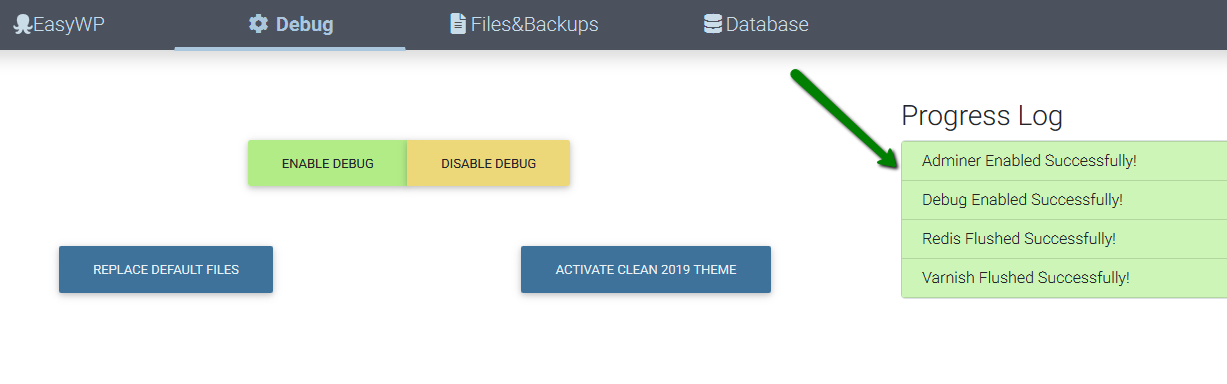 EasyWP
Debug
Files&Backups
Database
Progress Log
ENABLE DEBUG
DISABLE DEBUG
REPLACE DEFAULT FILES
ACTIVATE CLEAN 2019 THEME
Adminer Enabled Successfully!
Debug Enabled Successfully!
Redis Flushed Successfully!
Varnish Flushed Successfully!